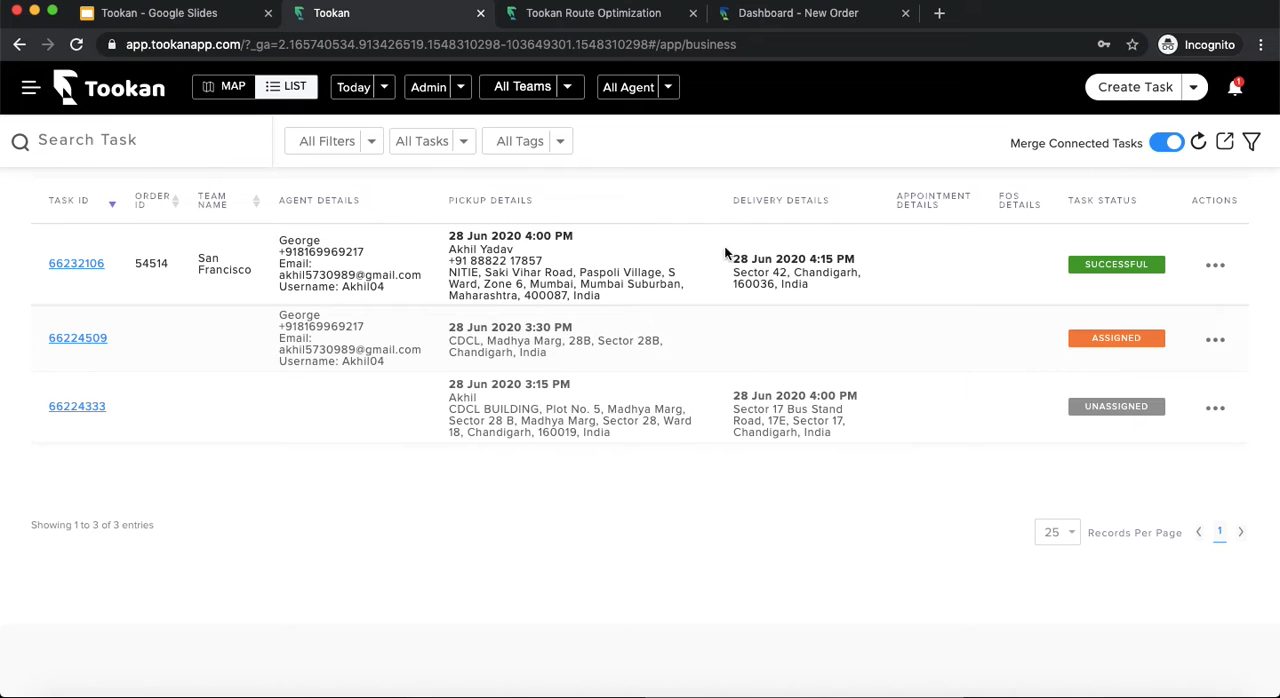 Tookan - Google Slides
Tookan
Tookan Route Optimization
Dashboard - New Order
app.tookanapp.com/?_ga=2.165740534.913426519.1548310298-103649301.1548310298#/app/business
Incognito
Tookan
MAP
LIST
Today
Admin
All Teams
All Agent
Create Task
1
Search Task
All Filters
All Tasks
All Tags
Merge Connected Tasks
TASK ID
ORDER
ID
TEAM
NAME
AGENT DETAILS
PICKUP DETAILS
DELIVERY DETAILS
APPOINTMENT
DETAILS
FOS
DETAILS
TASK STATUS
ACTIONS
66232106
54514
San
Francisco
George
+918169969217
Email:
akhil5730989@gmail.com
Username: Akhil04
28 Jun 2020 4:00 PM
Akhil Yadav
+91 88822 17857
NITIE, Saki Vihar Road, Paspoli Village, S
Ward, Zone 6, Mumbai, Mumbai Suburban,
Maharashtra, 400087, India
28 Jun 2020 4:15 PM
Sector 42, Chandigarh,
160036, India
SUCCESSFUL
66224509
George
+918169969217
Email:
akhil5730989@gmail.com
Username: Akhil04
28 Jun 2020 3:30 PM
CDCL, Madhya Marg, 28B, Sector 28B,
Chandigarh, India
ASSIGNED
66224333
28 Jun 2020 3:15 PM
Akhil
CDCL BUILDING, Plot No. 5, Madhya Marg,
Sector 28 B, Madhya Marg, Sector 28, Ward
18, Chandigarh, 160019, India
28 Jun 2020 4:00 PM
Sector 17 Bus Stand
Road, 17E, Sector 17,
Chandigarh, India
UNASSIGNED
Showing 1 to 3 of 3 entries
25
Records Per Page
1